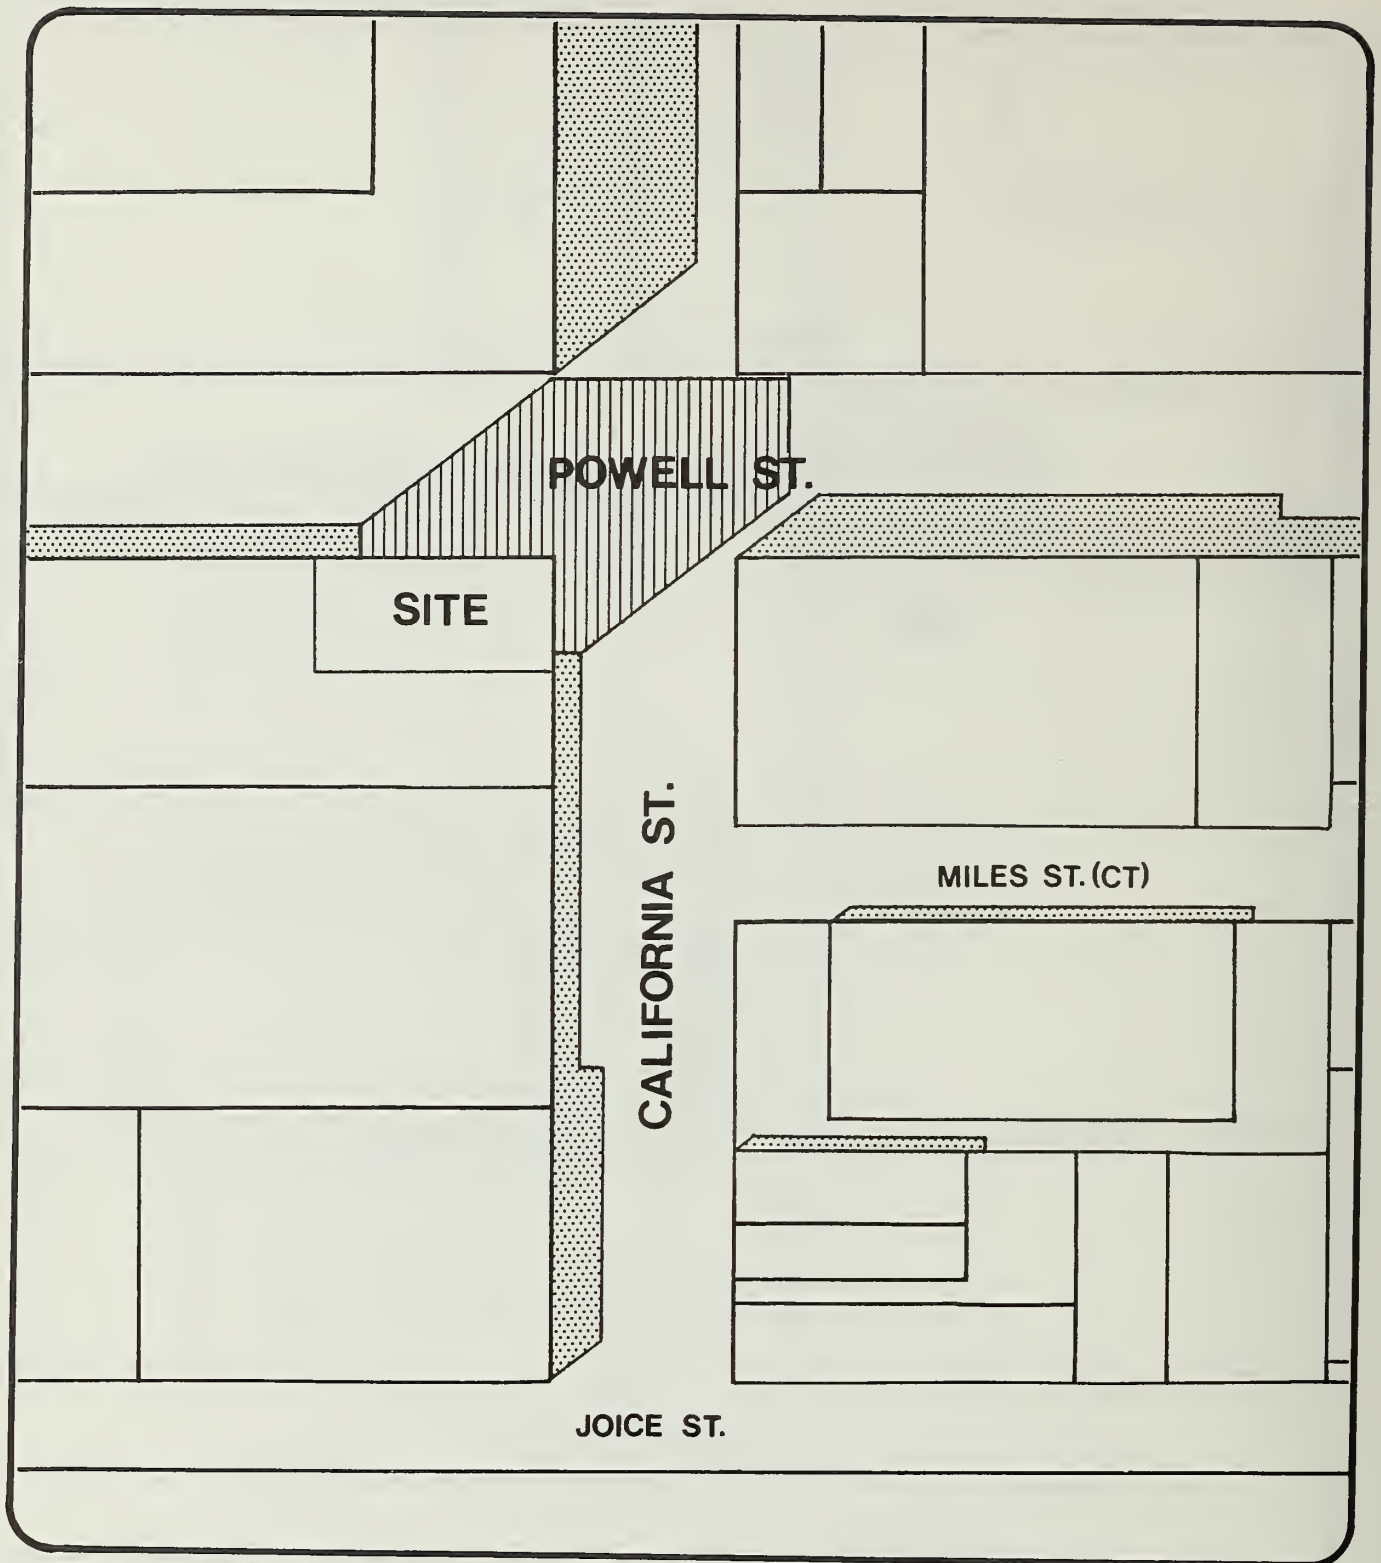 POWELL ST.
SITE
CALIFORNIA ST.
MILES ST. (CT)
JOICE ST.